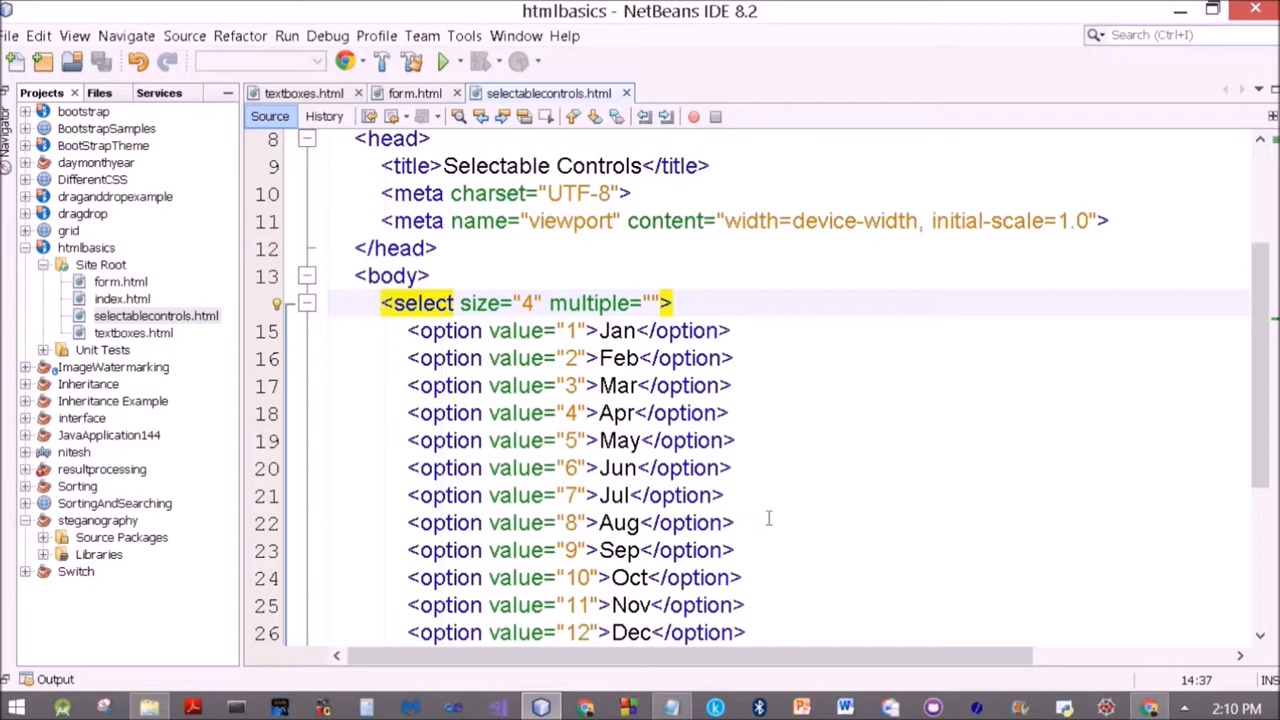 htmlbasics - NetBeans IDE 8.2
File Edit View Navigate Source Refactor Run Debug Profile Team Tools Window Help
Search (Ctrl+I)
Projects Files Services
textboxes.html form.html selectablecontrols.html
Source History
Navigator
bootstrap
BootstrapSamples
BootStrapTheme
daymonthyear
DifferentCSS
draganddropexample
dragdrop
grid
htmlbasics
Site Root
form.html
index.html
selectablecontrols.html
textboxes.html
Unit Tests
ImageWatermarking
Inheritance
Inheritance Example
interface
JavaApplication144
nitesh
resultprocessing
Sorting
SortingAndSearching
steganography
Source Packages
Libraries
Switch
8 <head>
9 <title>Selectable Controls</title>
10 <meta charset="UTF-8">
11 <meta name="viewport" content="width=device-width, initial-scale=1.0">
12 </head>
13 <body>
<select size="4" multiple="">
15 <option value="1">Jan</option>
16 <option value="2">Feb</option>
17 <option value="3">Mar</option>
18 <option value="4">Apr</option>
19 <option value="5">May</option>
20 <option value="6">Jun</option>
21 <option value="7">Jul</option>
22 <option value="8">Aug</option>
23 <option value="9">Sep</option>
24 <option value="10">Oct</option>
25 <option value="11">Nov</option>
26 <option value="12">Dec</option>
Output
14:37 INS
2:10 PM